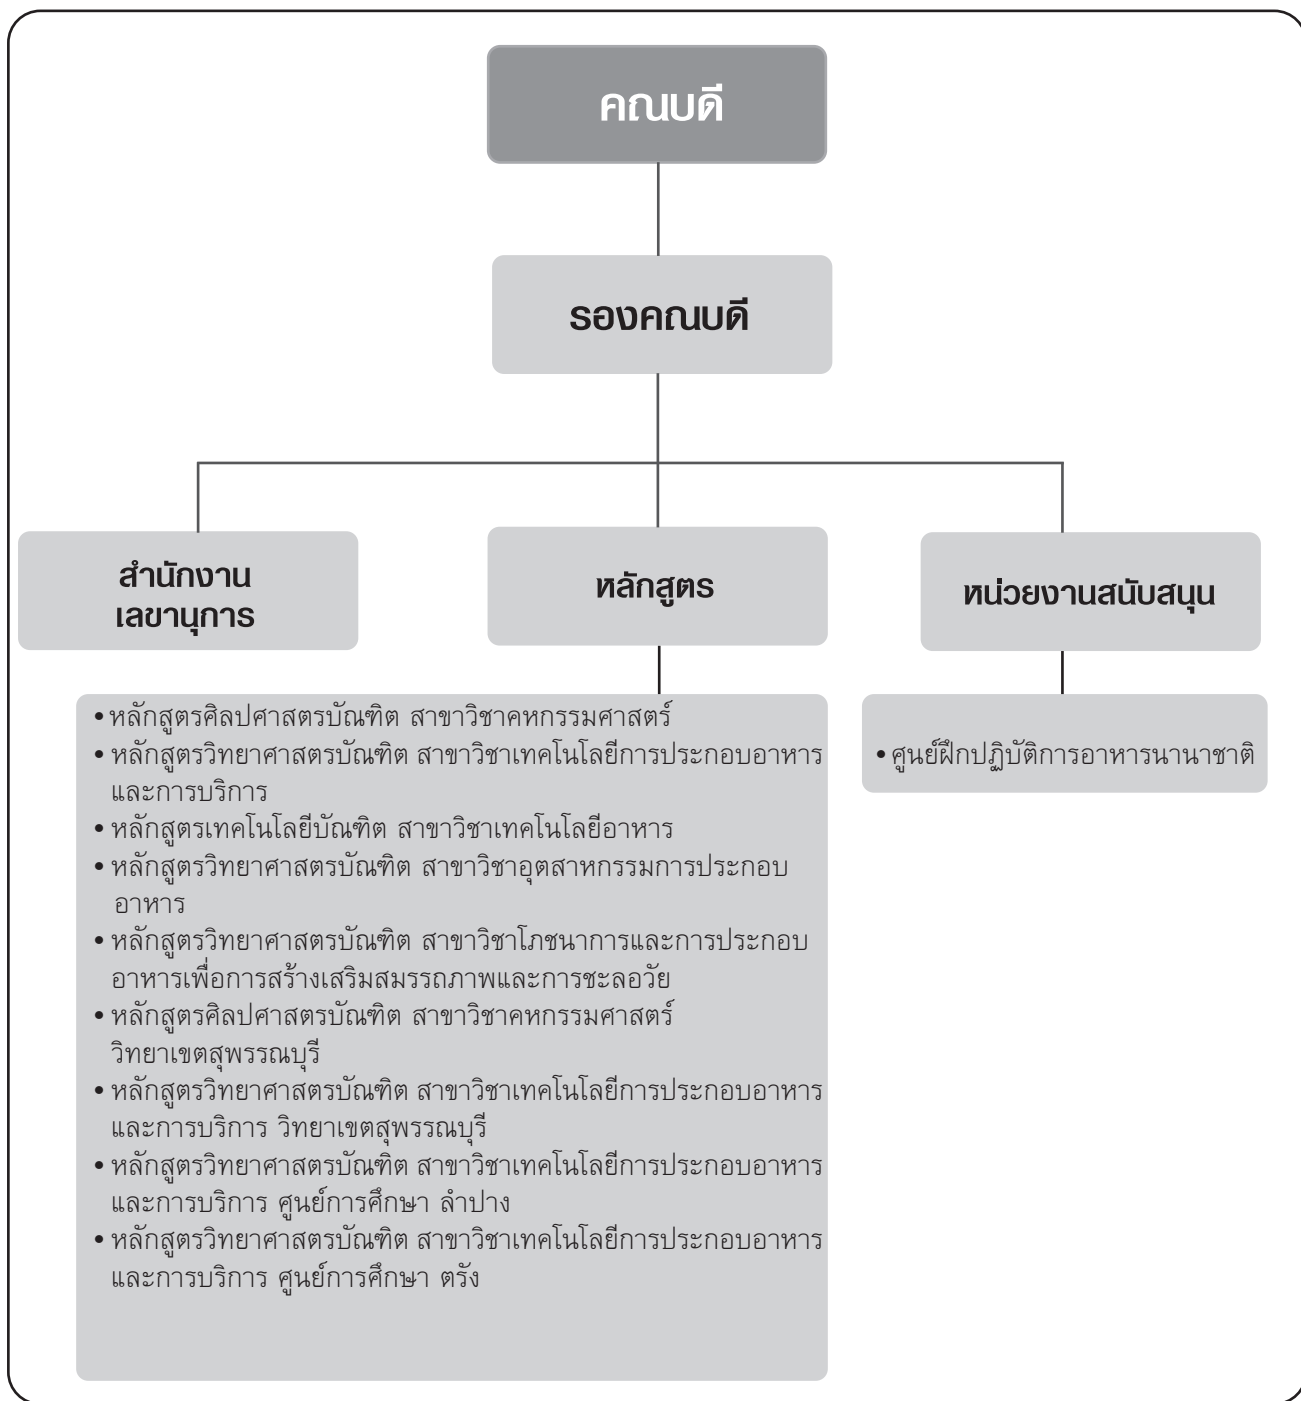 คณบดี
รองคณบดี
สำนักงาน
เลขานุการ
หลักสูตร
หน่วยงานสนับสนุน
• หลักสูตรศิลปศาสตรบัณฑิต สาขาวิชาคหกรรมศาสตร์
• หลักสูตรวิทยาศาสตรบัณฑิต สาขาวิชาเทคโนโลยีการประกอบอาหาร
และการบริการ
• หลักสูตรเทคโนโลยีบัณฑิต สาขาวิชาเทคโนโลยีอาหาร
• หลักสูตรวิทยาศาสตรบัณฑิต สาขาวิชาอุตสาหกรรมการประกอบ
อาหาร
• หลักสูตรวิทยาศาสตรบัณฑิต สาขาวิชาโภชนาการและการประกอบ
อาหารเพื่อการสร้างเสริมสมรรถภาพและการชะลอวัย
• หลักสูตรศิลปศาสตรบัณฑิต สาขาวิชาคหกรรมศาสตร์
วิทยาเขตสุพรรณบุรี
• หลักสูตรวิทยาศาสตรบัณฑิต สาขาวิชาเทคโนโลยีการประกอบอาหาร
และการบริการ วิทยาเขตสุพรรณบุรี
• หลักสูตรวิทยาศาสตรบัณฑิต สาขาวิชาเทคโนโลยีการประกอบอาหาร
และการบริการ ศูนย์การศึกษา ลำปาง
• หลักสูตรวิทยาศาสตรบัณฑิต สาขาวิชาเทคโนโลยีการประกอบอาหาร
และการบริการ ศูนย์การศึกษา ตรัง
• ศูนย์ฝึกปฏิบัติการอาหารนานาชาติ